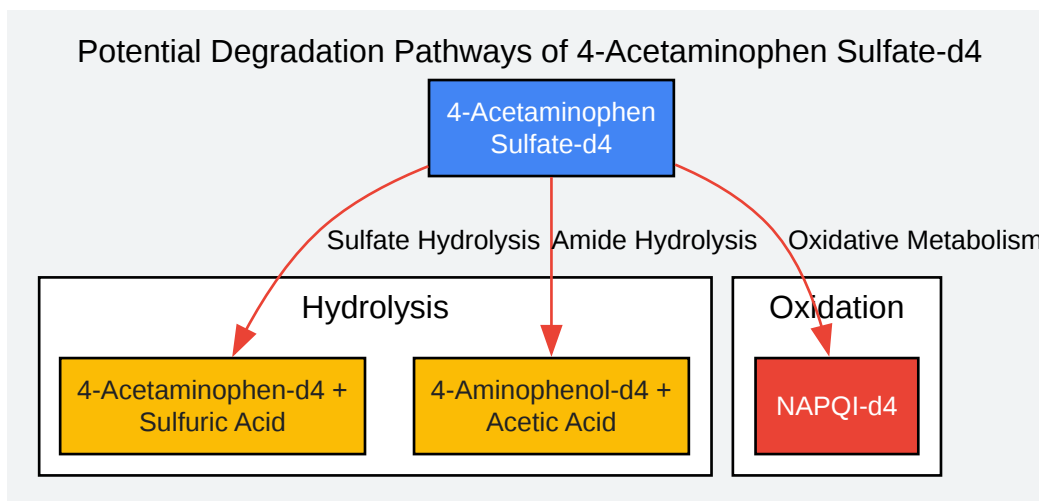 Potential Degradation Pathways of 4-Acetaminophen Sulfate-d4
4-Acetaminophen
Sulfate-d4
Sulfate Hydrolysis
Amide Hydrolysis
Oxidative Metabolism
Hydrolysis
Oxidation
4-Acetaminophen-d4 +
Sulfuric Acid
4-Aminophenol-d4 +
Acetic Acid
NAPQI-d4